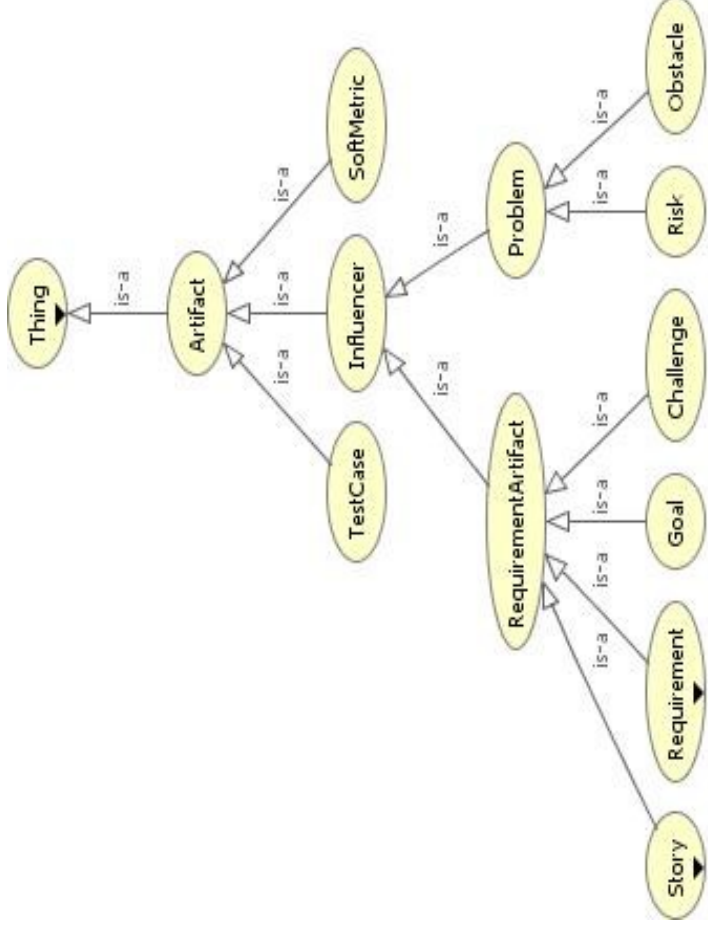 Thing
is-a
Artifact
is-a is-a is-a
TestCase Influencer SoftMetric
is-a is-a
RequirementArtifact Problem
is-a is-a is-a is-a is-a is-a
Story Requirement Goal Challenge Risk Obstacle